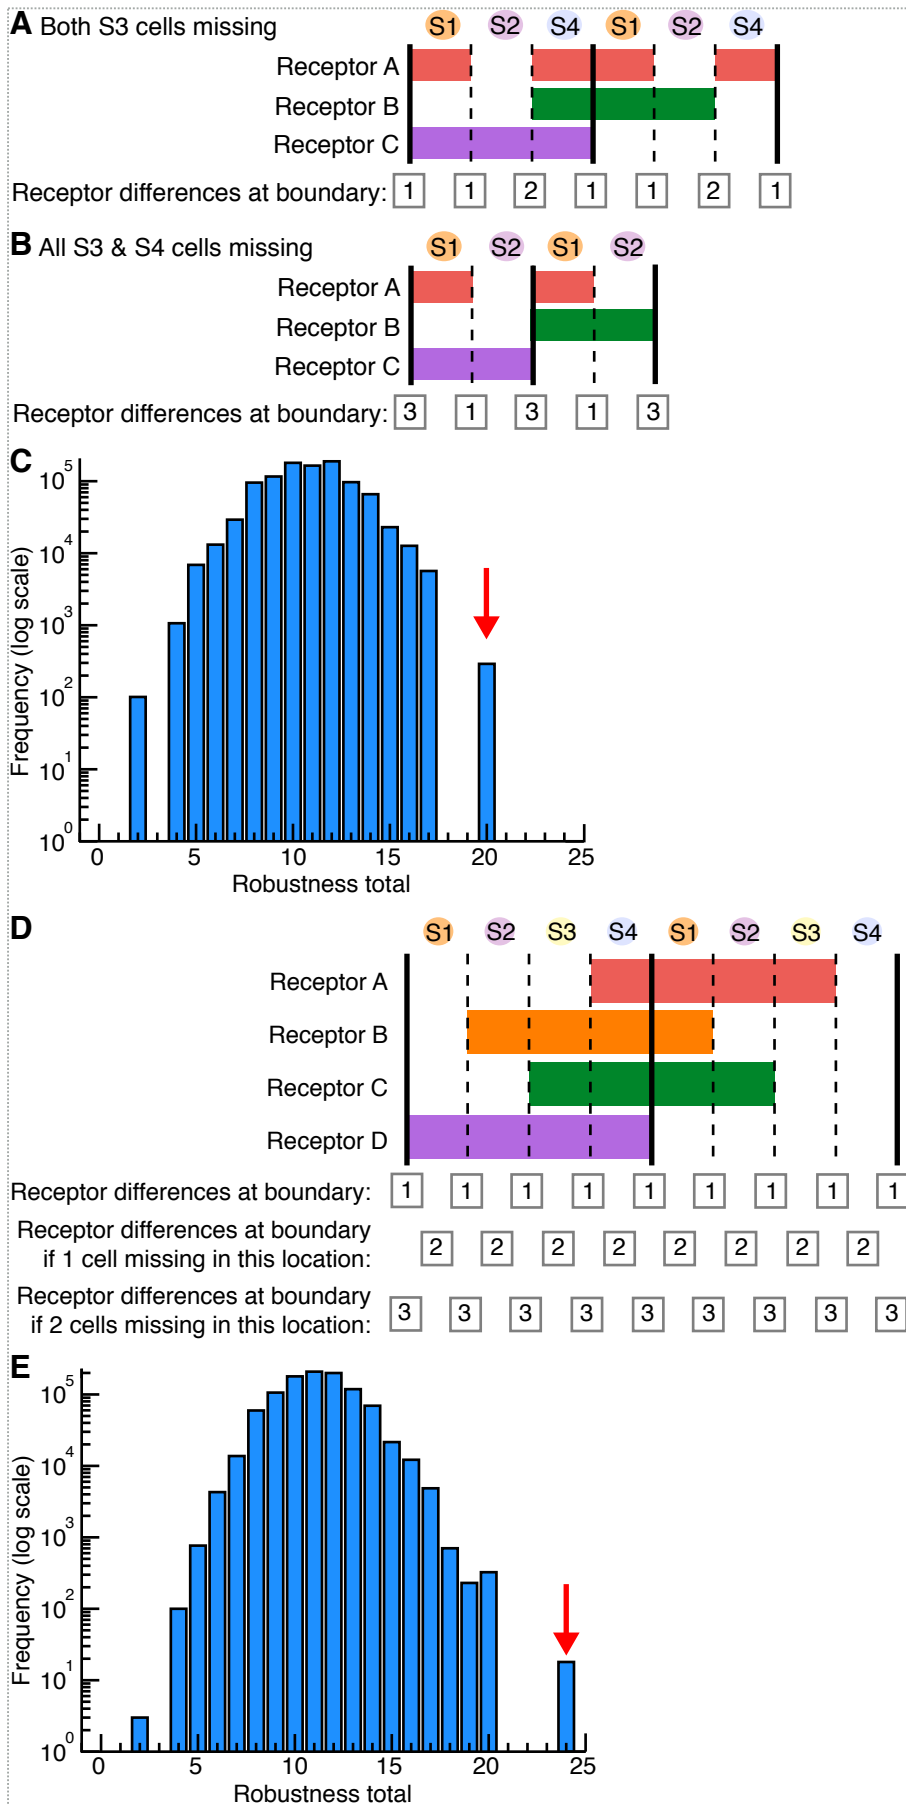 A Both S3 cells missing
S1 S2 S4 S1 S2 S4
Receptor A
Receptor B
Receptor C
Receptor differences at boundary: 1 1 2 1 1 2 1
B All S3 & S4 cells missing
S1 S2 S1 S2
Receptor A
Receptor B
Receptor C
Receptor differences at boundary: 3 1 3 1 3
C
Frequency (log scale)
10^5
10^4
10^3
10^2
10^1
10^0
0 5 10 15 20 25
Robustness total
D
S1 S2 S3 S4 S1 S2 S3 S4
Receptor A
Receptor B
Receptor C
Receptor D
Receptor differences at boundary: 1 1 1 1 1 1 1 1 1
Receptor differences at boundary
if 1 cell missing in this location: 2 2 2 2 2 2 2 2
Receptor differences at boundary
if 2 cells missing in this location: 3 3 3 3 3 3 3 3 3
E
Frequency (log scale)
10^5
10^4
10^3
10^2
10^1
10^0
0 5 10 15 20 25
Robustness total